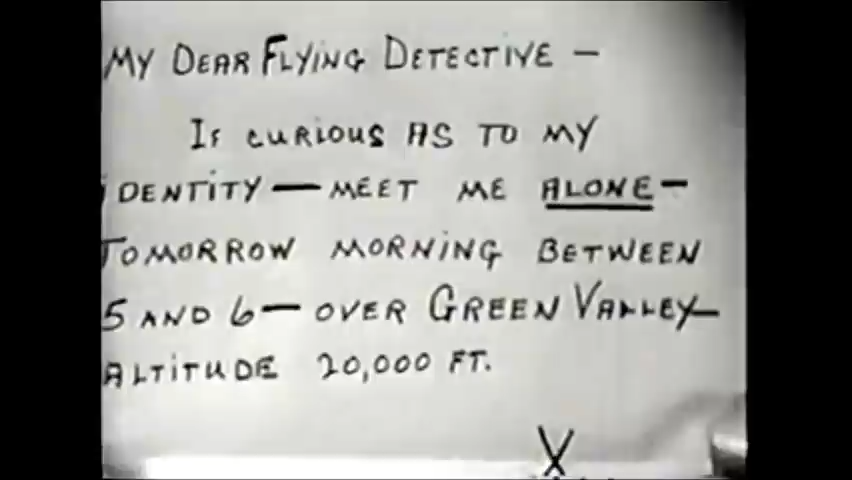 MY DEAR FLYING DETECTIVE —
IF CURIOUS AS TO MY
IDENTITY — MEET ME ALONE —
TOMORROW MORNING BETWEEN
5 AND 6 — OVER GREEN VALLEY —
ALTITUDE 20,000 FT.
X